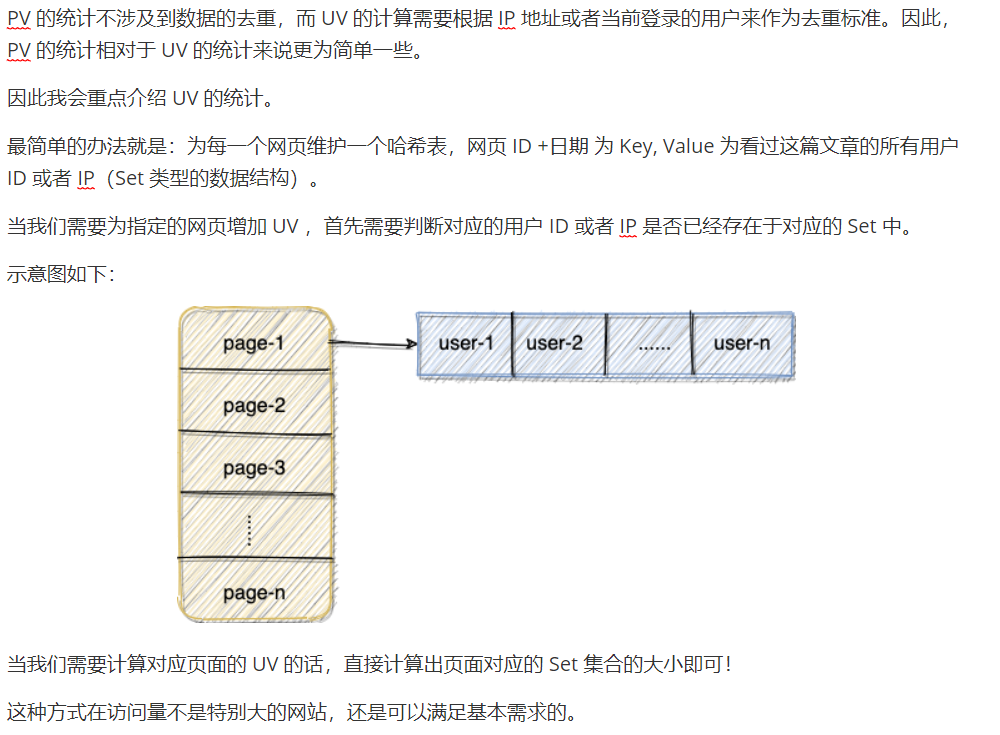 PV 的统计不涉及到数据的去重，而 UV 的计算需要根据 IP 地址或者当前登录的用户来作为去重标准。因此，
PV 的统计相对于 UV 的统计来说更为简单一些。
因此我会重点介绍 UV 的统计。
最简单的办法就是：为每一个网页维护一个哈希表，网页 ID +日期 为 Key, Value 为看过这篇文章的所有用户
ID 或者 IP（Set 类型的数据结构）。
当我们需要为指定的网页增加 UV ，首先需要判断对应的用户 ID 或者 IP 是否已经存在于对应的 Set 中。
示意图如下：
page-1
user-1
user-2
......
user-n
page-2
page-3
......
page-n
当我们需要计算对应页面的 UV 的话，直接计算出页面对应的 Set 集合的大小即可！
这种方式在访问量不是特别大的网站，还是可以满足基本需求的。